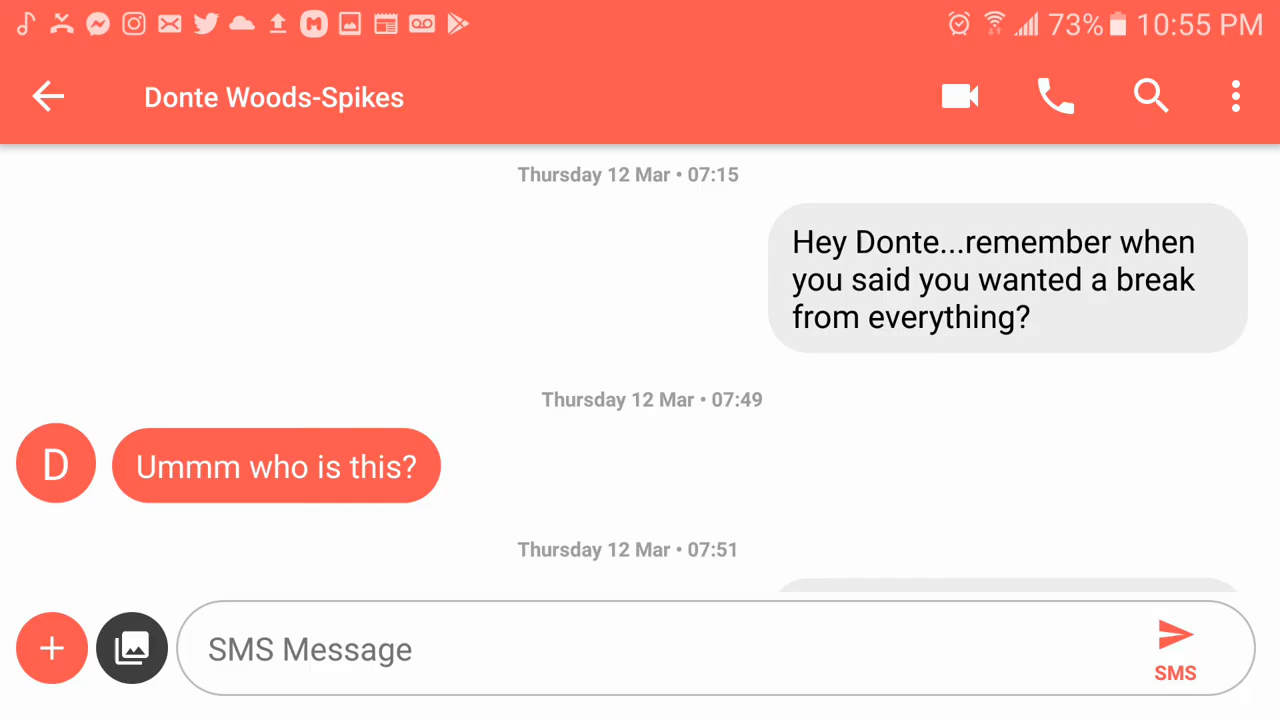 73% 10:55 PM
Donte Woods-Spikes
Thursday 12 Mar • 07:15
Hey Donte...remember when
you said you wanted a break
from everything?
Thursday 12 Mar • 07:49
D
Ummm who is this?
Thursday 12 Mar • 07:51
SMS Message
SMS